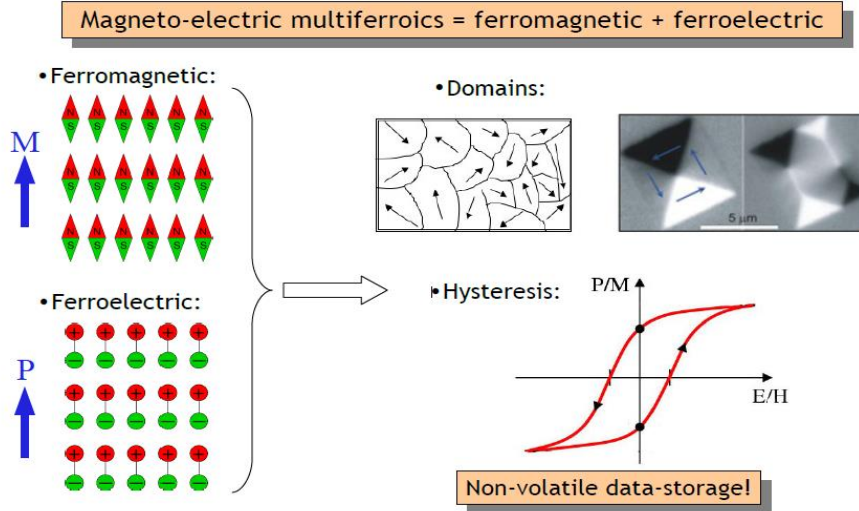 Magneto-electric multiferroics = ferromagnetic + ferroelectric
•Ferromagnetic:
N N N N N N
S S S S S S
M
N N N N N N
S S S S S S
N N N N N N
S S S S S S
•Ferroelectric:
+ + + + +
− − − − −
P
+ + + + +
− − − − −
+ + + + +
− − − − −
•Domains:
5 μm
•Hysteresis:
P/M
E/H
Non-volatile data-storage!